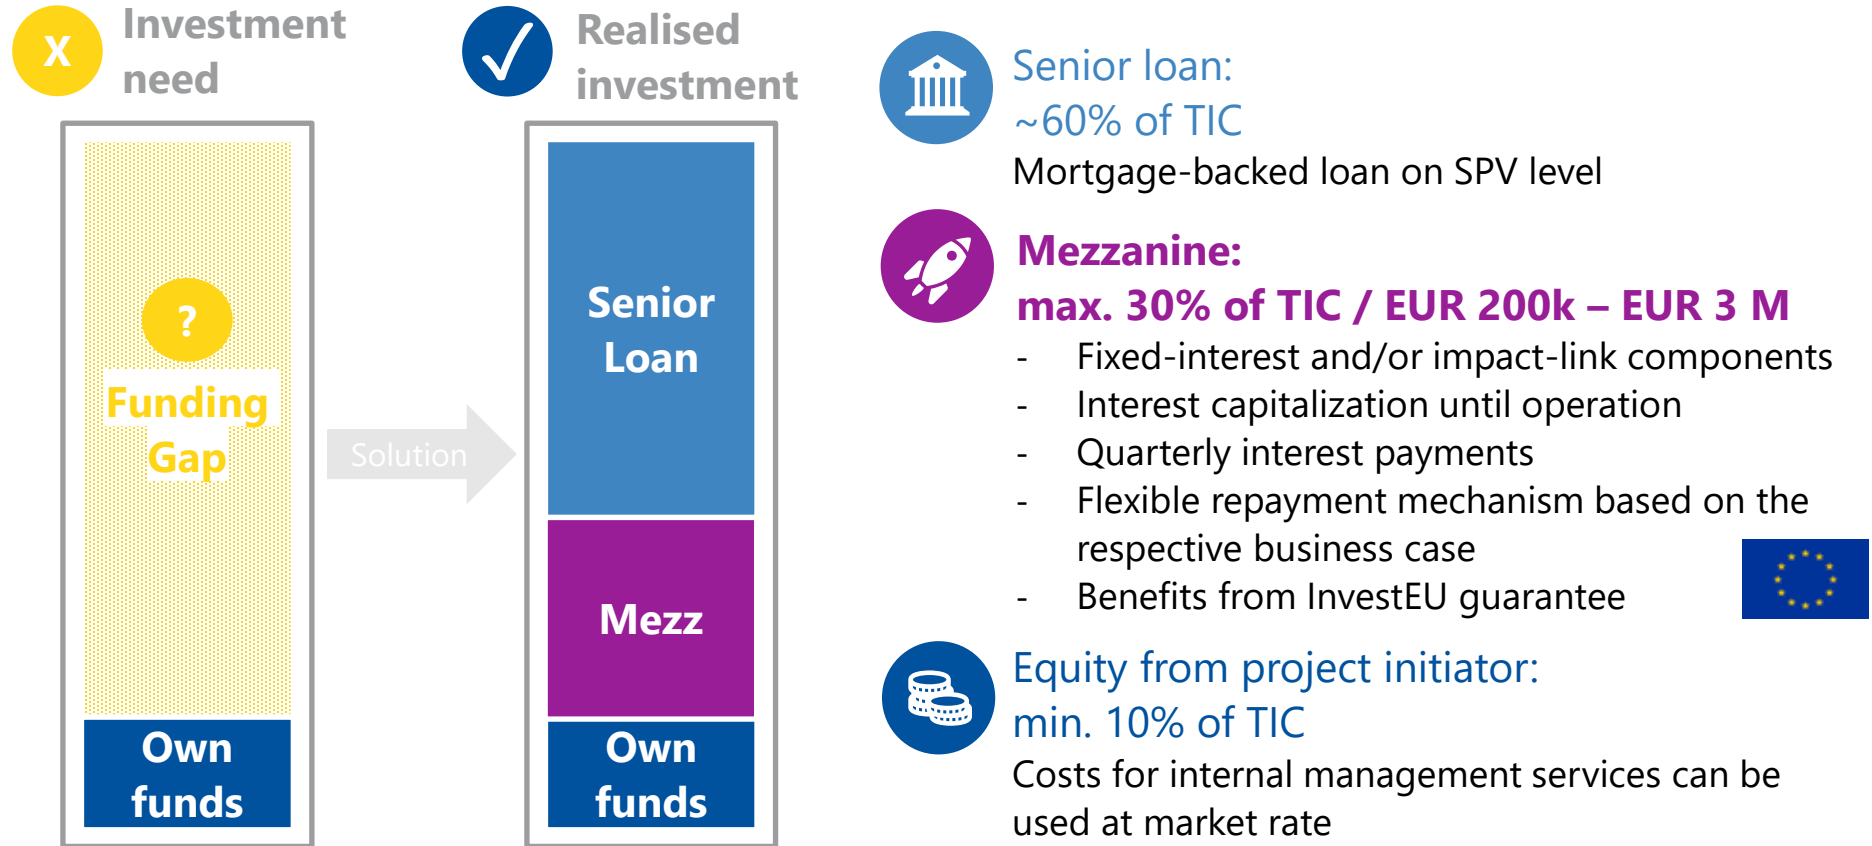 X
Investment
need
?
Funding
Gap
Own
funds
Solution
Realised
investment
Senior
Loan
Mezz
Own
funds
Senior loan:
~60% of TIC
Mortgage-backed loan on SPV level
Mezzanine:
max. 30% of TIC / EUR 200k – EUR 3 M
- Fixed-interest and/or impact-link components
- Interest capitalization until operation
- Quarterly interest payments
- Flexible repayment mechanism based on the
respective business case
- Benefits from InvestEU guarantee
Equity from project initiator:
min. 10% of TIC
Costs for internal management services can be
used at market rate